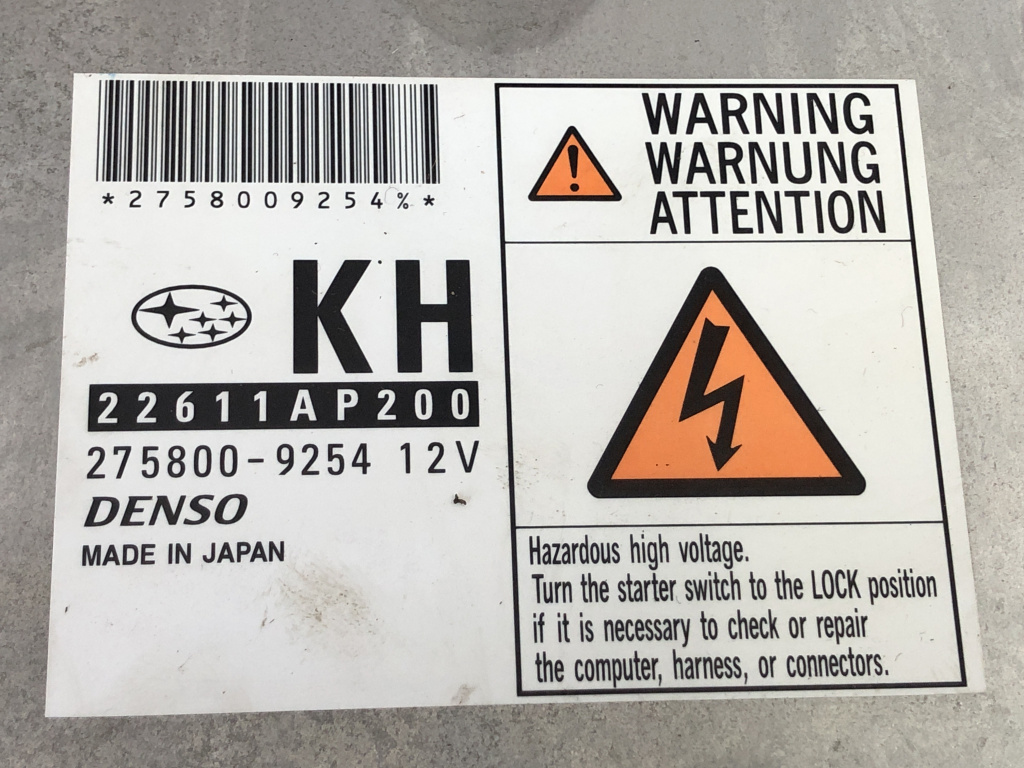 *2758009254%*
KH
22611AP200
275800-9254 12V
DENSO
MADE IN JAPAN
WARNING
WARNUNG
ATTENTION
Hazardous high voltage.
Turn the starter switch to the LOCK position
if it is necessary to check or repair
the computer, harness, or connectors.